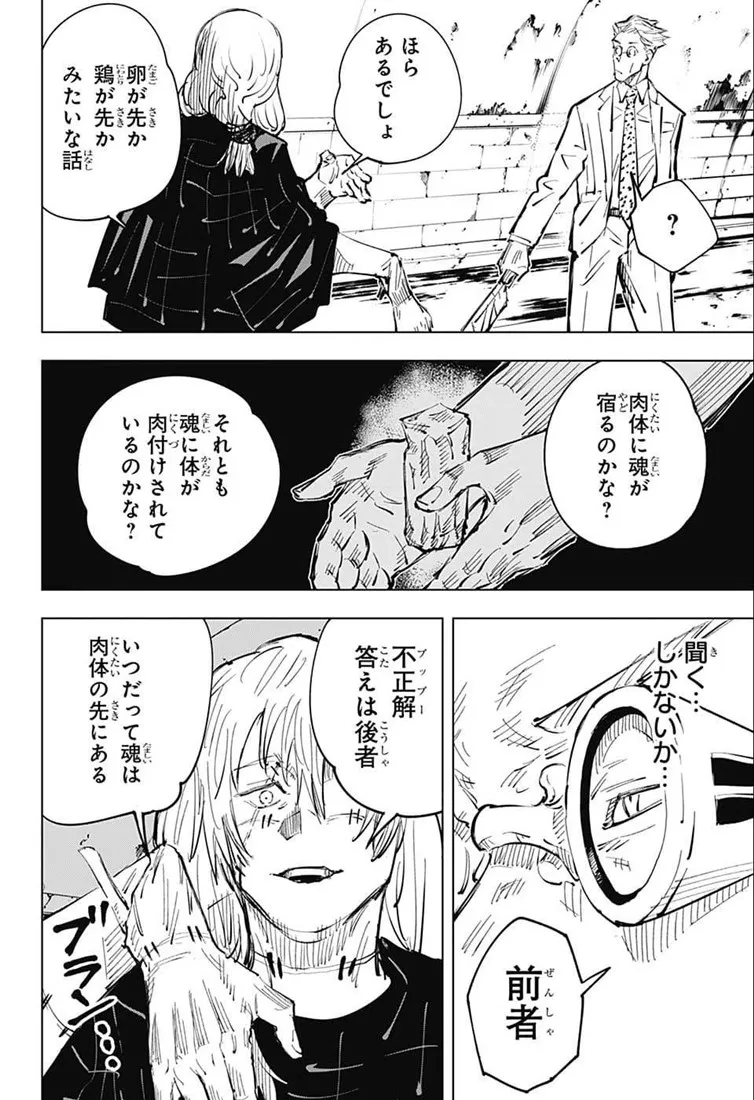 ほら
あるでしょ
卵が先か
鶏が先か
みたいな話
?
肉体に魂が
宿るのかな?
それとも
魂に体が
肉付けされて
いるのかな?
聞く…
しかないか…
前者
不正解
答えは後者
いつだって魂は
肉体の先にある
ブラン…